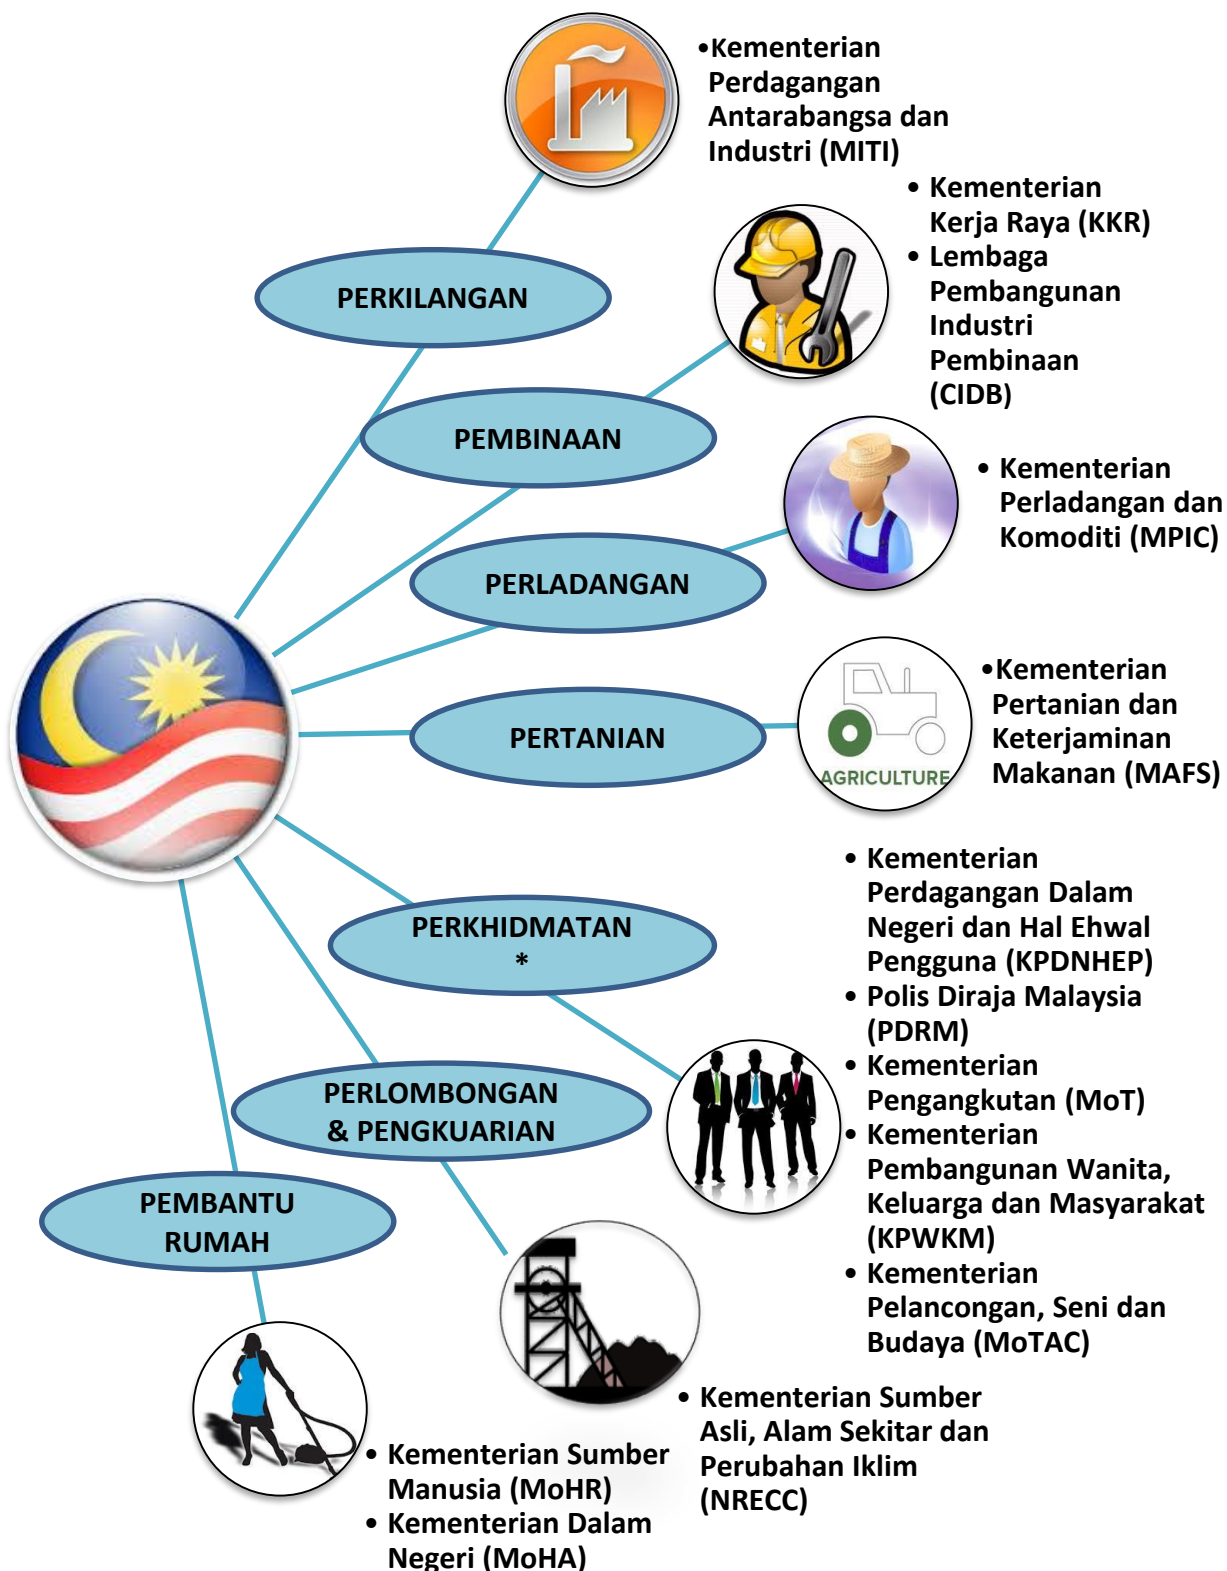 •Kementerian
Perdagangan
Antarabangsa dan
Industri (MITI)
PERKILANGAN
• Kementerian
Kerja Raya (KKR)
• Lembaga
Pembangunan
Industri
Pembinaan
(CIDB)
PEMBINAAN
• Kementerian
Perladangan dan
Komoditi (MPIC)
PERLADANGAN
•Kementerian
Pertanian dan
Keterjaminan
Makanan (MAFS)
PERTANIAN
AGRICULTURE
• Kementerian
Perdagangan Dalam
Negeri dan Hal Ehwal
Pengguna (KPDNHEP)
• Polis Diraja Malaysia
(PDRM)
• Kementerian
Pengangkutan (MoT)
• Kementerian
Pembangunan Wanita,
Keluarga dan Masyarakat
(KPWKM)
• Kementerian
Pelancongan, Seni dan
Budaya (MoTAC)
PERKHIDMATAN
*
PERLOMBONGAN
& PENGKUARIAN
• Kementerian Sumber
Asli, Alam Sekitar dan
Perubahan Iklim
(NRECC)
PEMBANTU
RUMAH
• Kementerian Sumber
Manusia (MoHR)
• Kementerian Dalam
Negeri (MoHA)